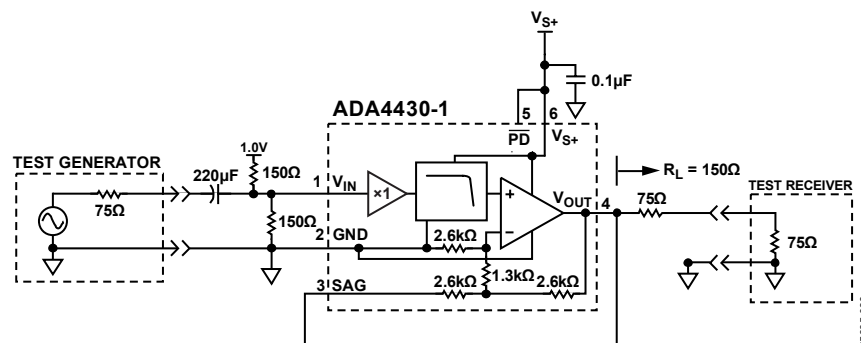 VS+
0.1µF
ADA4430-1
5
6
PD
VS+
TEST GENERATOR
1.0V
220µF
150Ω
1
VIN
×1
RL = 150Ω
TEST RECEIVER
75Ω
150Ω
VOUT
4
75Ω
2
GND
2.6kΩ
+
−
75Ω
1.3kΩ
3
SAG
2.6kΩ
2.6kΩ